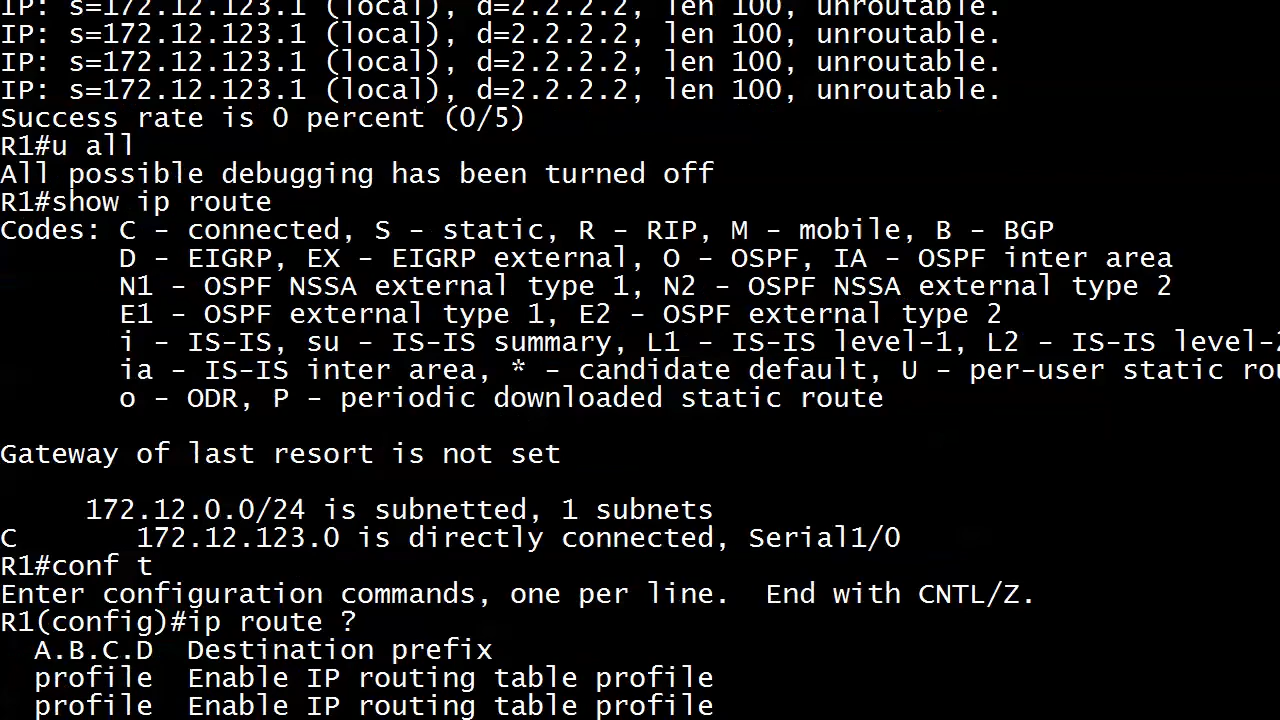 IP: s=172.12.123.1 (local), d=2.2.2.2, len 100, unroutable.
IP: s=172.12.123.1 (local), d=2.2.2.2, len 100, unroutable.
IP: s=172.12.123.1 (local), d=2.2.2.2, len 100, unroutable.
IP: s=172.12.123.1 (local), d=2.2.2.2, len 100, unroutable.
Success rate is 0 percent (0/5)
R1#u all
All possible debugging has been turned off
R1#show ip route
Codes: C - connected, S - static, R - RIP, M - mobile, B - BGP
D - EIGRP, EX - EIGRP external, O - OSPF, IA - OSPF inter area
N1 - OSPF NSSA external type 1, N2 - OSPF NSSA external type 2
E1 - OSPF external type 1, E2 - OSPF external type 2
i - IS-IS, su - IS-IS summary, L1 - IS-IS level-1, L2 - IS-IS level-2
ia - IS-IS inter area, * - candidate default, U - per-user static rou
o - ODR, P - periodic downloaded static route
Gateway of last resort is not set
172.12.0.0/24 is subnetted, 1 subnets
C 172.12.123.0 is directly connected, Serial1/0
R1#conf t
Enter configuration commands, one per line. End with CNTL/Z.
R1(config)#ip route ?
A.B.C.D Destination prefix
profile Enable IP routing table profile
profile Enable IP routing table profile